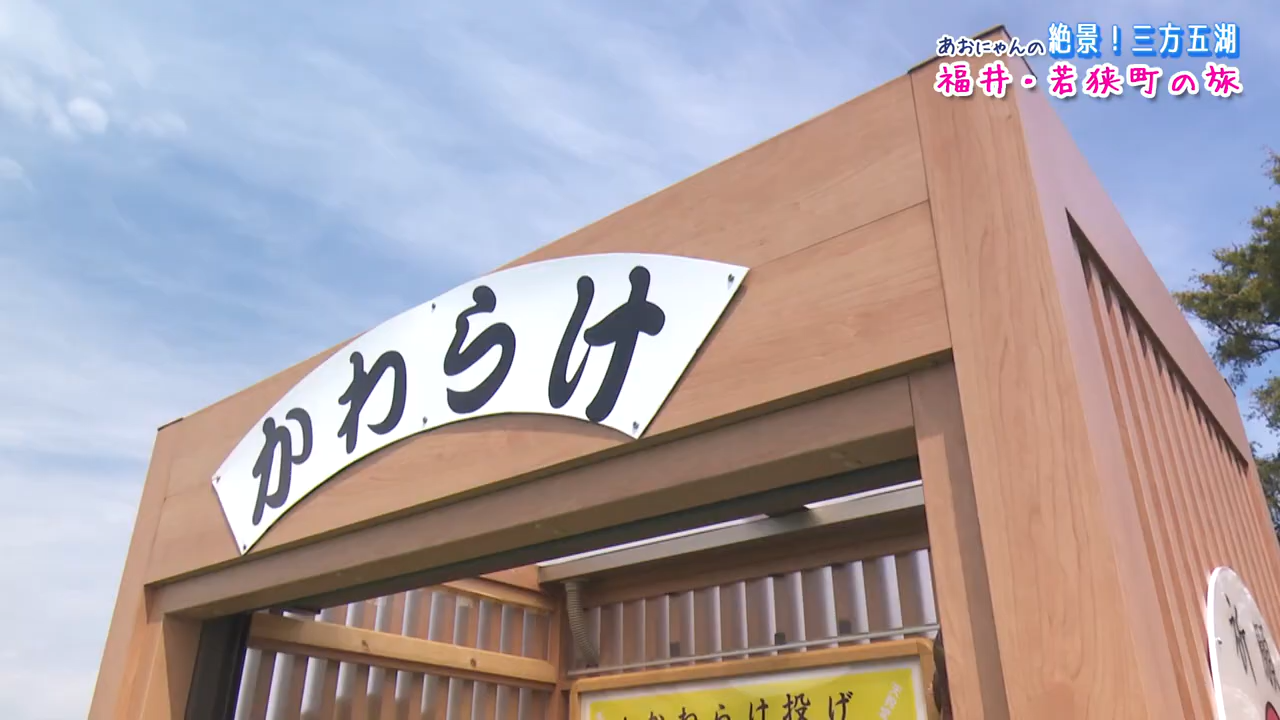 あおにゃんの絶景！三方五湖
福井・若狭町の旅
かわらけ
かわらけ投げ